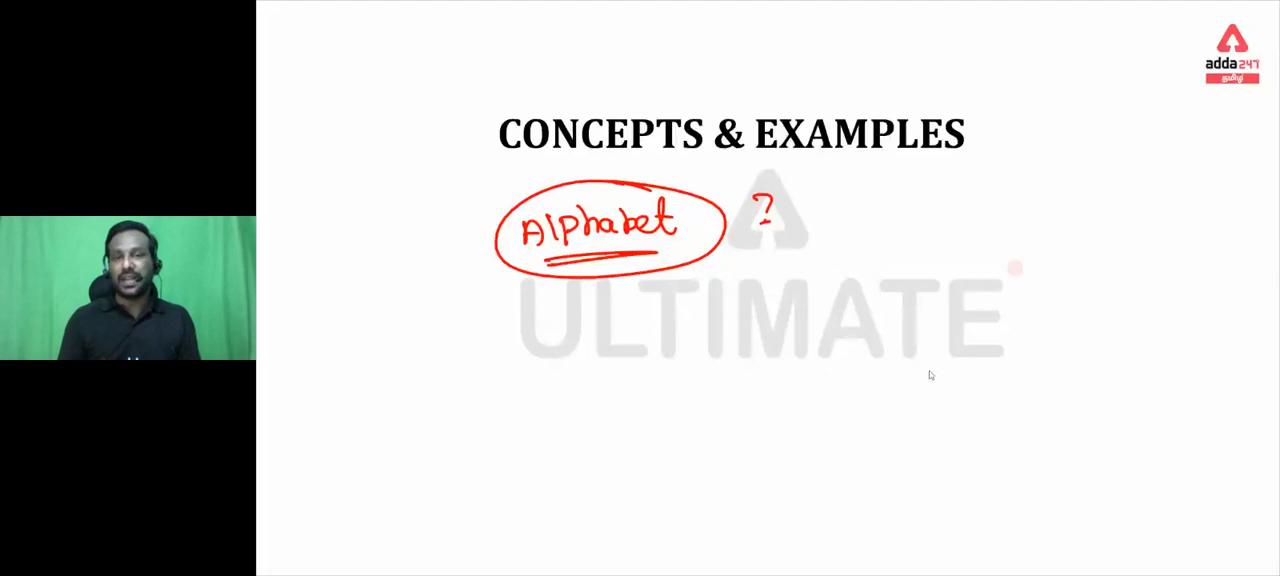 adda247
தமிழ்
CONCEPTS & EXAMPLES
Alphabet ?
ULTIMATE